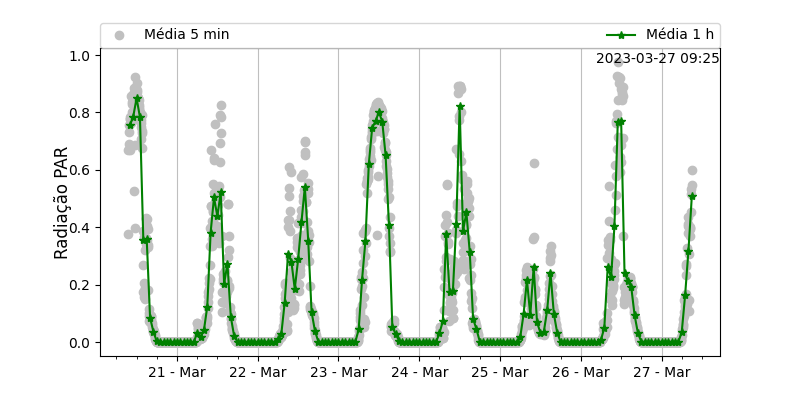 Média 5 min
Média 1 h
2023-03-27 09:25
Radiação PAR
1.0
0.8
0.6
0.4
0.2
0.0
21 - Mar
22 - Mar
23 - Mar
24 - Mar
25 - Mar
26 - Mar
27 - Mar